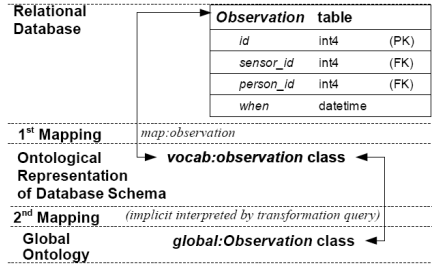 Relational
Database
Observation table
id int4 (PK)
sensor_id int4 (FK)
person_id int4 (FK)
when datetime
1st Mapping map:observation
Ontological
Representation
of Database Schema
vocab:observation class
2nd Mapping (implicit interpreted by transformation query)
Global
Ontology
global:Observation class